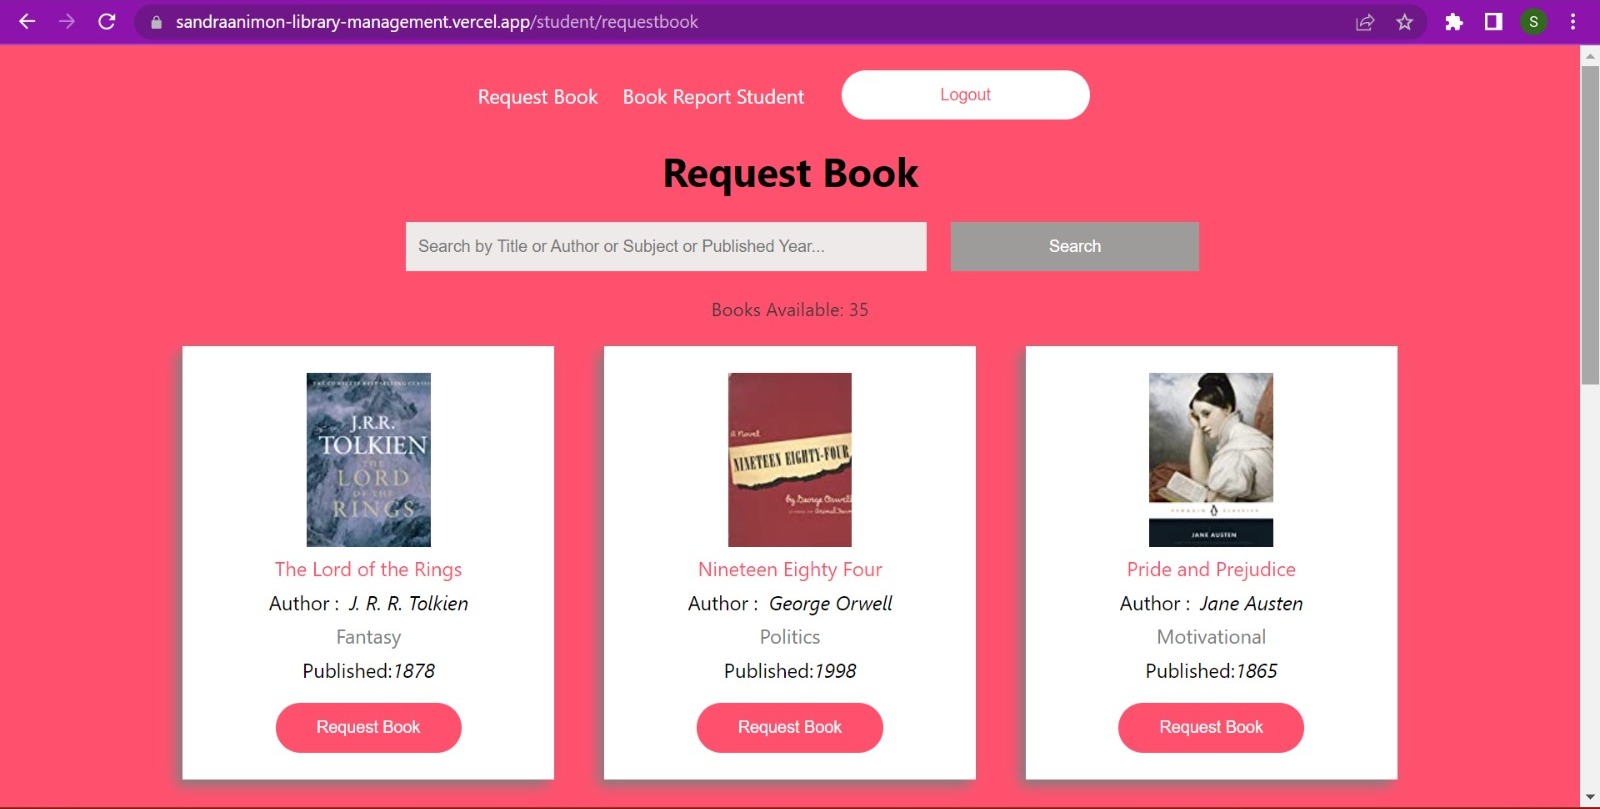 sandraanimon-library-management.vercel.app/student/requestbook
S
Request Book
Book Report Student
Logout
Request Book
Search by Title or Author or Subject or Published Year...
Search
Books Available: 35
J.R.R.
TOLKIEN
THE
LORD
OF THE
RINGS
The Lord of the Rings
Author : J. R. R. Tolkien
Fantasy
Published:1878
Request Book
A Novel
NINETEEN EIGHTY-FOUR
by George Orwell
Nineteen Eighty Four
Author : George Orwell
Politics
Published:1998
Request Book
PENGUIN CLASSICS
JANE AUSTEN
Pride and Prejudice
Author : Jane Austen
Motivational
Published:1865
Request Book